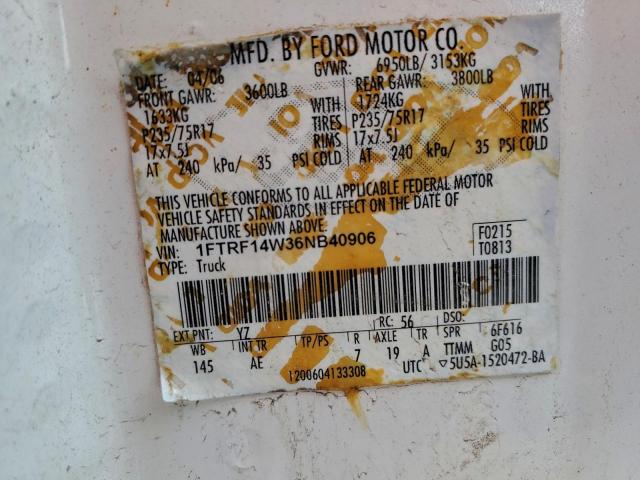 MFD. BY FORD MOTOR CO.
DATE: 04/06 GVWR: 6950LB/ 3153KG
FRONT GAWR: 3600LB REAR GAWR: 3800LB
1633KG WITH 1724KG WITH
P235/75R17 TIRES P235/75R17 TIRES
17x7.5J RIMS 17x7.5J RIMS
AT 240 kPa/ 35 PSI COLD AT 240 kPa/ 35 PSI COLD
THIS VEHICLE CONFORMS TO ALL APPLICABLE FEDERAL MOTOR
VEHICLE SAFETY STANDARDS IN EFFECT ON THE DATE OF
MANUFACTURE SHOWN ABOVE.
VIN: 1FTRF14W36NB40906 F0215
TYPE: Truck T0813
EXT PNT: YZ RC: 56 DSO:
WB INT TR TP/PS R AXLE TR SPR 6F616
145 AE 7 19 A TTMM G05
1200604133308 UTC ▽5U5A-1520472-BA